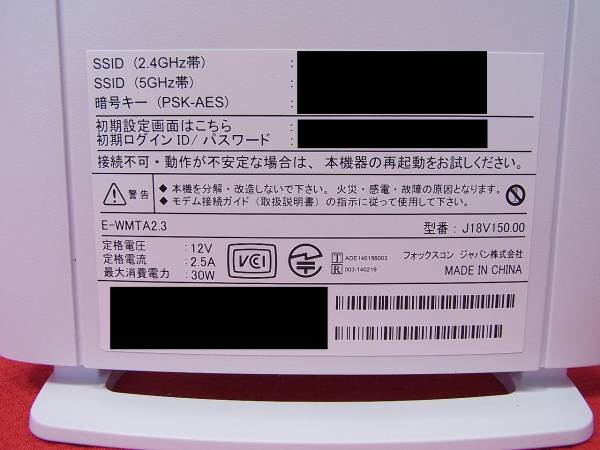 SSID (2.4GHz帯) :
SSID (5GHz帯) :
暗号キー (PSK-AES) :
初期設定画面はこちら :
初期ログイン ID/ パスワード :
接続不可・動作が不安定な場合は、本機器の再起動をお試しください。
警告
◆ 本機を分解・改造しないで下さい。火災・感電・故障の原因となります。
◆ モデム接続ガイド（取扱説明書）の指示に従って使用して下さい。
E-WMTA2.3
型番 : J18V150.00
定格電圧 : 12V
定格電流 : 2.5A
最大消費電力 : 30W
VCCI
T ADE140156003
R 003-140219
フォックスコン ジャパン株式会社
MADE IN CHINA